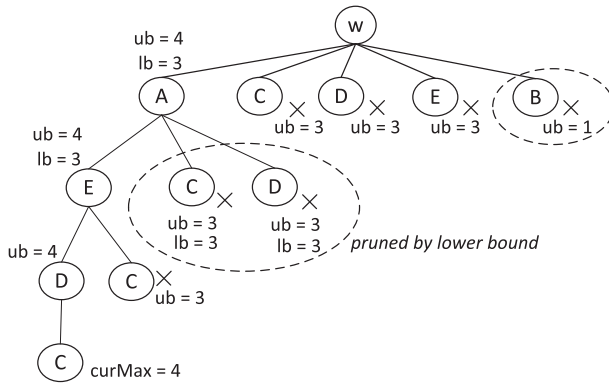 w
ub = 4
lb = 3
A
C
D
E
B
ub = 3
ub = 3
ub = 3
ub = 1
ub = 4
lb = 3
E
C
D
ub = 3
lb = 3
ub = 3
lb = 3
pruned by lower bound
ub = 4
D
C
ub = 3
C
curMax = 4